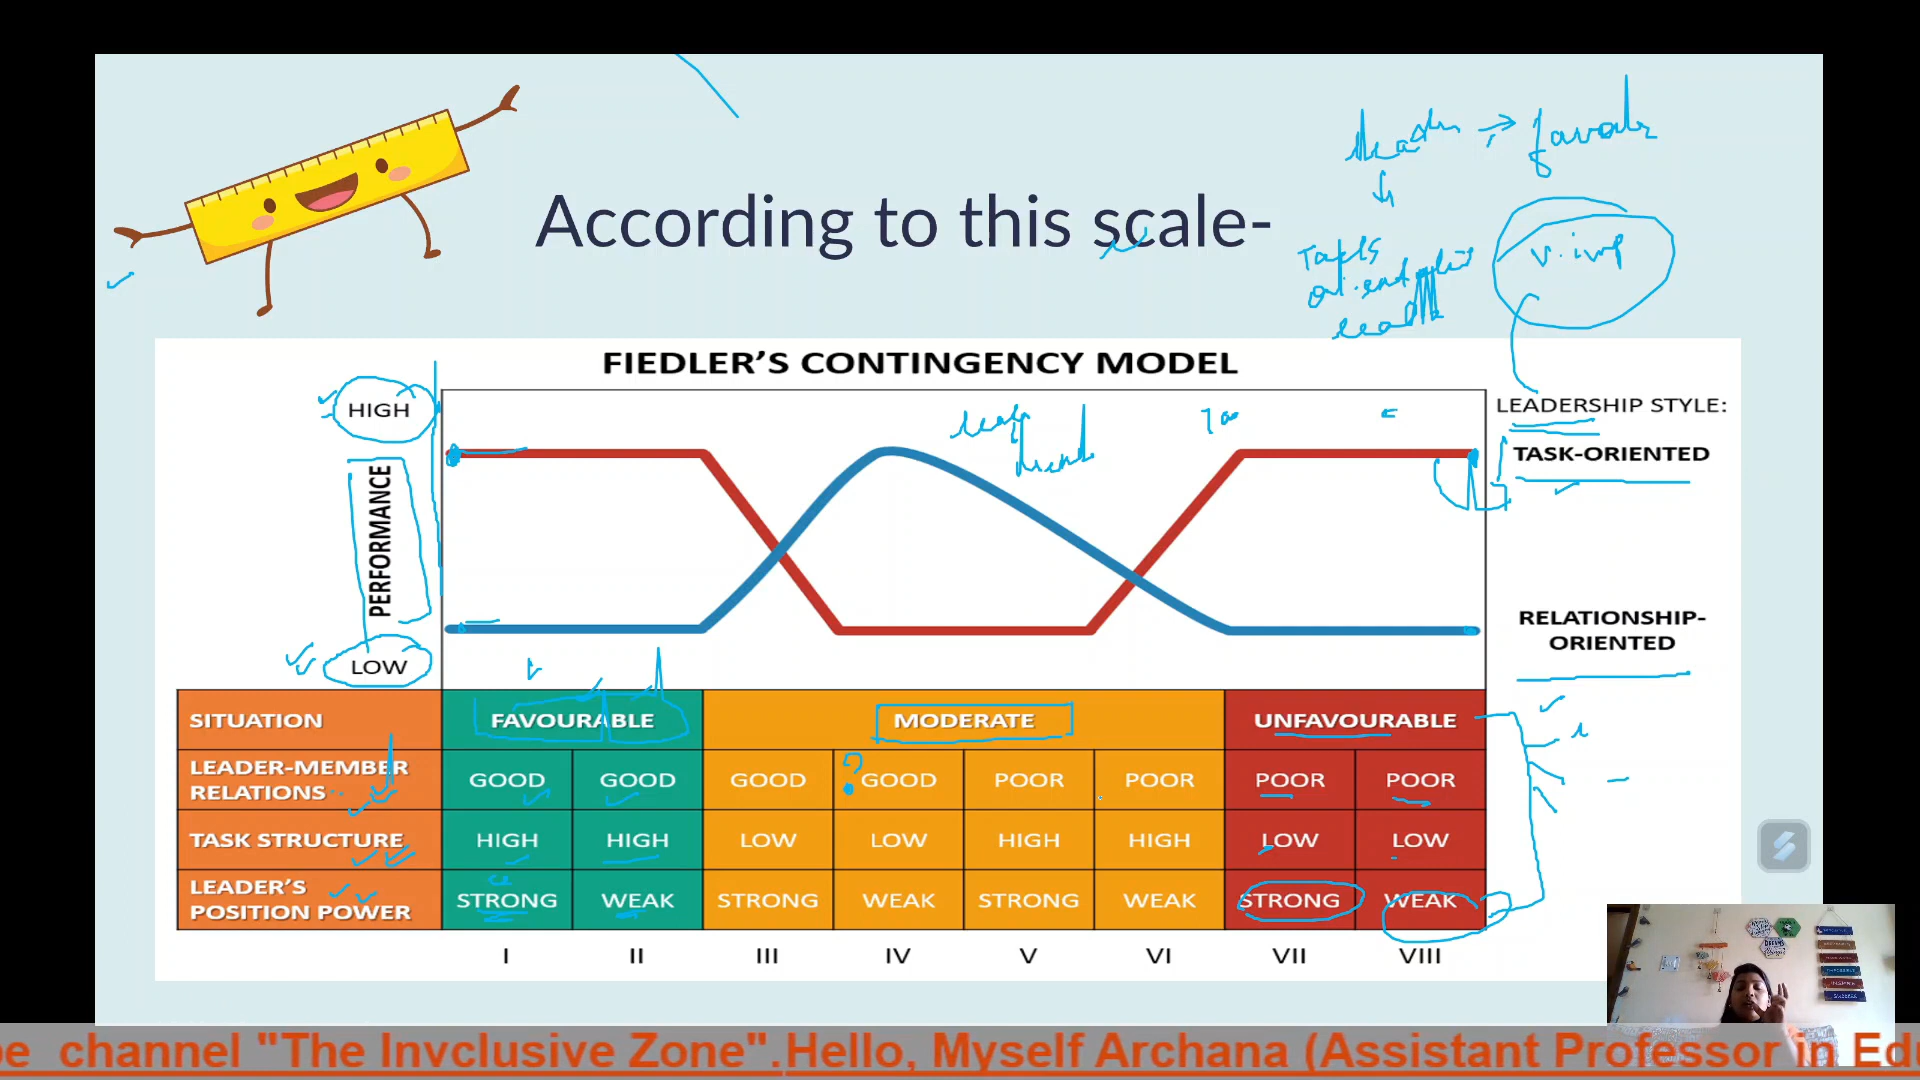 According to this scale-
v. imp
FIEDLER'S CONTINGENCY MODEL
HIGH
PERFORMANCE
LOW
LEADERSHIP STYLE:
TASK-ORIENTED
RELATIONSHIP-
ORIENTED
SITUATION FAVOURABLE MODERATE UNFAVOURABLE
LEADER-MEMBER
RELATIONS GOOD GOOD GOOD GOOD POOR POOR POOR POOR
TASK STRUCTURE HIGH HIGH LOW LOW HIGH HIGH LOW LOW
LEADER'S
POSITION POWER STRONG WEAK STRONG WEAK STRONG WEAK STRONG WEAK
I II III IV V VI VII VIII
channel "The Invclusive Zone".Hello, Myself Archana (Assistant Professor in Edu